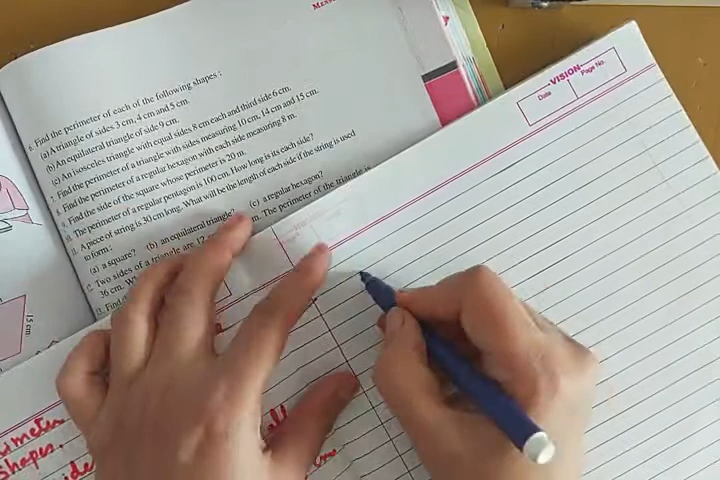 6. Find the perimeter of each of the following shapes :
(a) A triangle of sides 3 cm, 4 cm and 5 cm.
(b) An equilateral triangle of side 9 cm.
(c) An isosceles triangle with equal sides 8 cm each and third side 6 cm.
7. Find the perimeter of a triangle with sides measuring 10 cm, 14 cm and 15 cm.
8. Find the perimeter of a regular hexagon with each side measuring 8 m.
9. Find the side of the square whose perimeter is 20 m.
10. The perimeter of a regular pentagon is 100 cm. How long is its each side?
11. A piece of string is 30 cm long. What will be the length of each side if the string is used
to form :
(a) a square? (b) an equilateral triangle? (c) a regular hexagon?
12. Two sides of a triangle are 12 m. The perimeter of the triangle is
36 cm.
13. Find
15 cm
VISION
Date
Page No.
shapes.